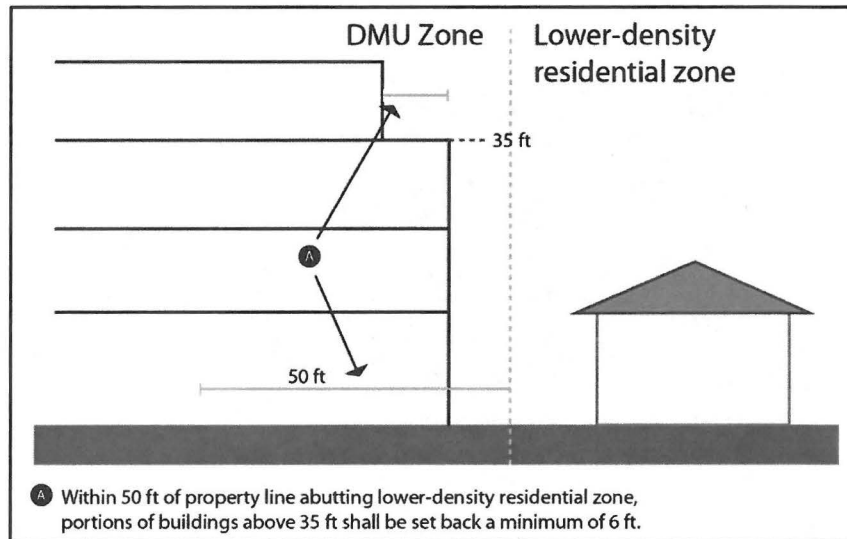 DMU Zone
Lower-density
residential zone
35 ft
A
50 ft
A Within 50 ft of property line abutting lower-density residential zone,
portions of buildings above 35 ft shall be set back a minimum of 6 ft.